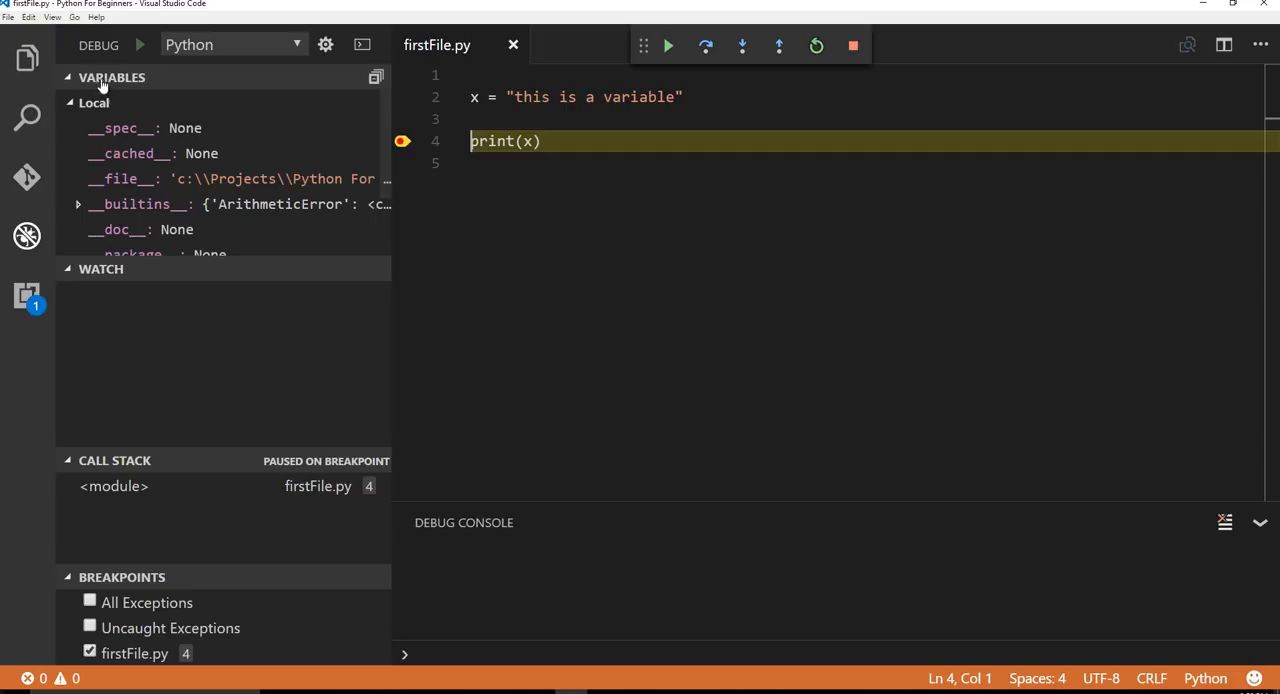 firstFile.py - Python For Beginners - Visual Studio Code
File Edit View Go Help
DEBUG Python
VARIABLES
Local
__spec__: None
__cached__: None
__file__: 'c:\\Projects\\Python For ...
__builtins__: {'ArithmeticError': <c...
__doc__: None
__package__: None
WATCH
CALL STACK PAUSED ON BREAKPOINT
<module> firstFile.py 4
BREAKPOINTS
All Exceptions
Uncaught Exceptions
firstFile.py 4
1
firstFile.py
1
2 x = "this is a variable"
3
4 print(x)
5
DEBUG CONSOLE
0 0 Ln 4, Col 1 Spaces: 4 UTF-8 CRLF Python